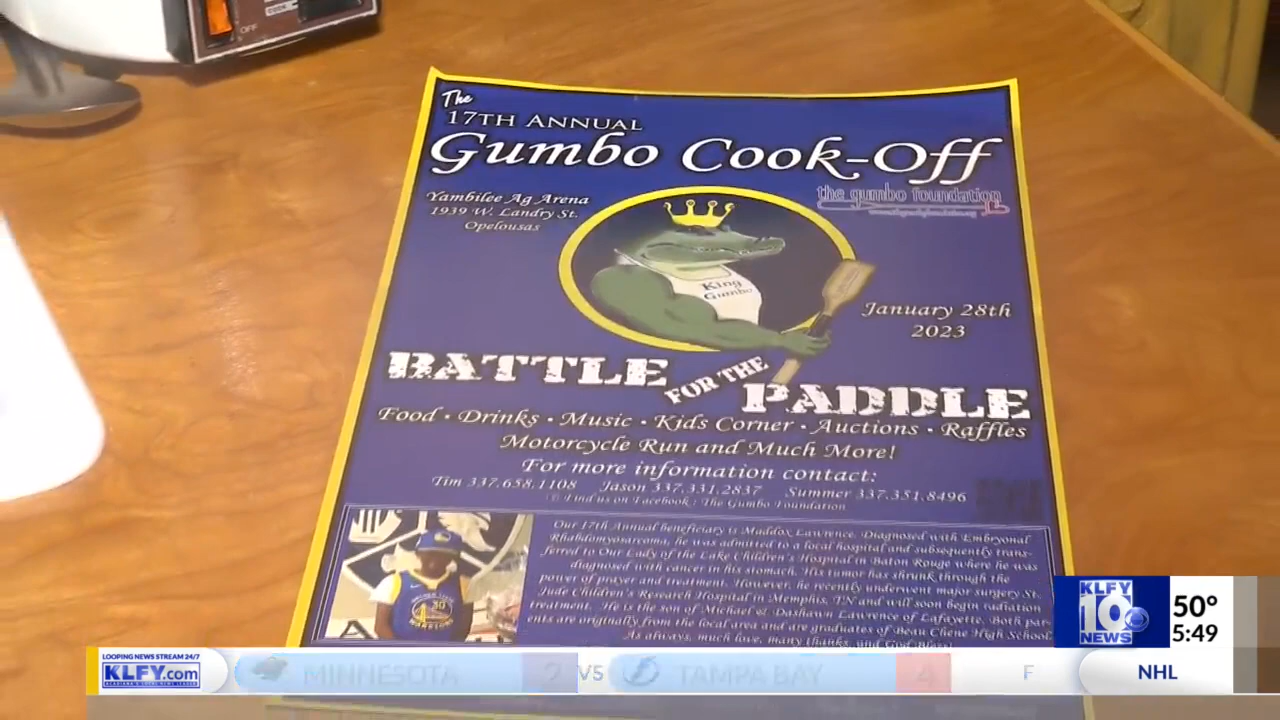 COOK
OFF
The
17TH ANNUAL
Gumbo Cook-Off
the gumbo foundation
Yambilee Ag Arena
1939 W. Landry St.
Opelousas
King
Gumbo
January 28th
2023
BATTLE
FOR THE
PADDLE
Food • Drinks • Music • Kids Corner • Auctions • Raffles
Motorcycle Run and Much More!
For more information contact:
Tim 337.658.1108 Jason 337.331.2837 Summer 337.351.8496
Find us on Facebook : The Gumbo Foundation
Our 17th Annual beneficiary is Maddox Lawrence. Diagnosed with Embryonal
Rhabdomyosarcoma, he was admitted to a local hospital and subsequently trans-
ferred to Our Lady of the Lake Children's Hospital in Baton Rouge where he was
diagnosed with cancer in his stomach. His tumor has shrunk through the
power of prayer and treatment. However, he recently underwent major surgery St.
Jude Children's Research Hospital in Memphis, TN and will soon begin radiation
treatment. He is the son of Michael & Dashawn Lawrence of Lafayette. Both par-
ents are originally from the local area and are graduates of Beau Chene High School.
As always, much love, many thanks, and God Bless!
30
WARRIORS
KLFY
10
NEWS
50°
5:49
LOOPING NEWS STREAM 24/7
KLFY.com
MINNESOTA
VS
TAMPA BA
4
F
NHL